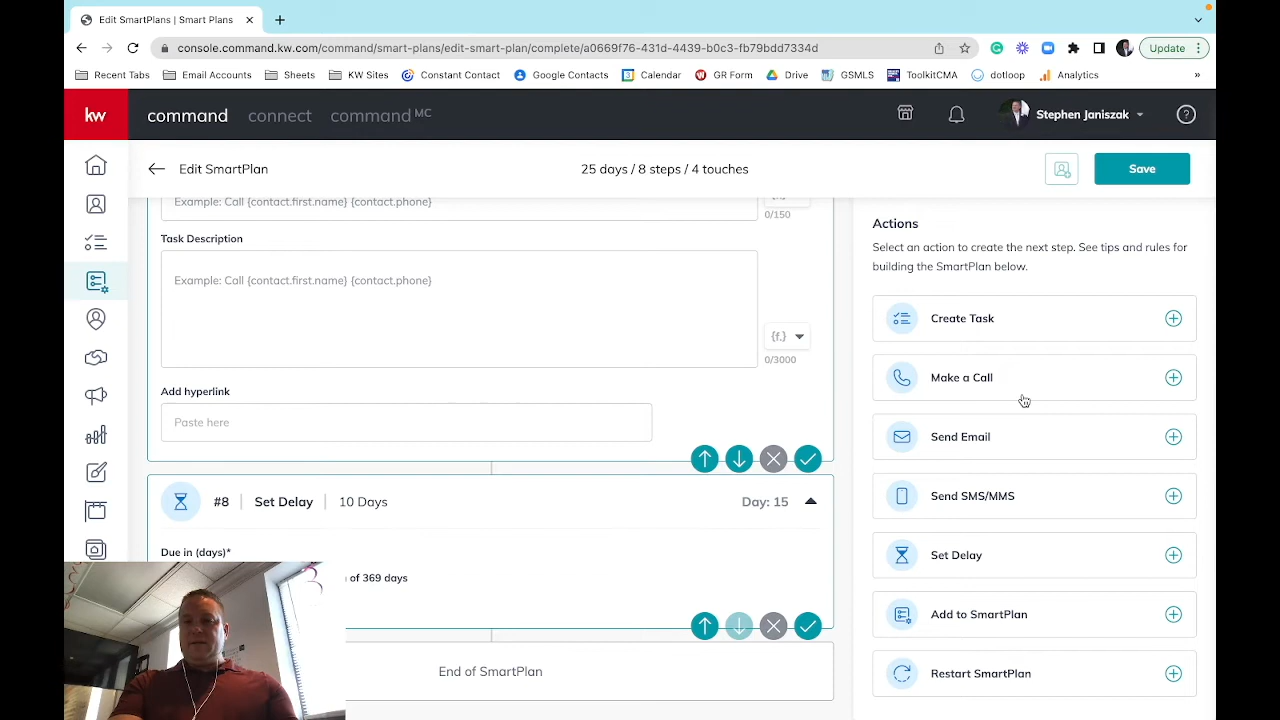 Edit SmartPlans | Smart Plans
console.command.kw.com/command/smart-plans/edit-smart-plan/complete/a0669f76-431d-4439-b0c3-fb79bdd7334d
Update
Recent Tabs Email Accounts Sheets KW Sites Constant Contact Google Contacts Calendar GR Form Drive GSMLS ToolkitCMA dotloop Analytics »
kw command connect command MC Stephen Janiszak
Edit SmartPlan 25 days / 8 steps / 4 touches Save
Example: Call {contact.first.name} {contact.phone}
0/150
Task Description
Example: Call {contact.first.name} {contact.phone}
{f.}
0/3000
Add hyperlink
Paste here
#8 Set Delay 10 Days Day: 15
Due in (days)*
of 369 days
End of SmartPlan
Actions
Select an action to create the next step. See tips and rules for
building the SmartPlan below.
Create Task
Make a Call
Send Email
Send SMS/MMS
Set Delay
Add to SmartPlan
Restart SmartPlan